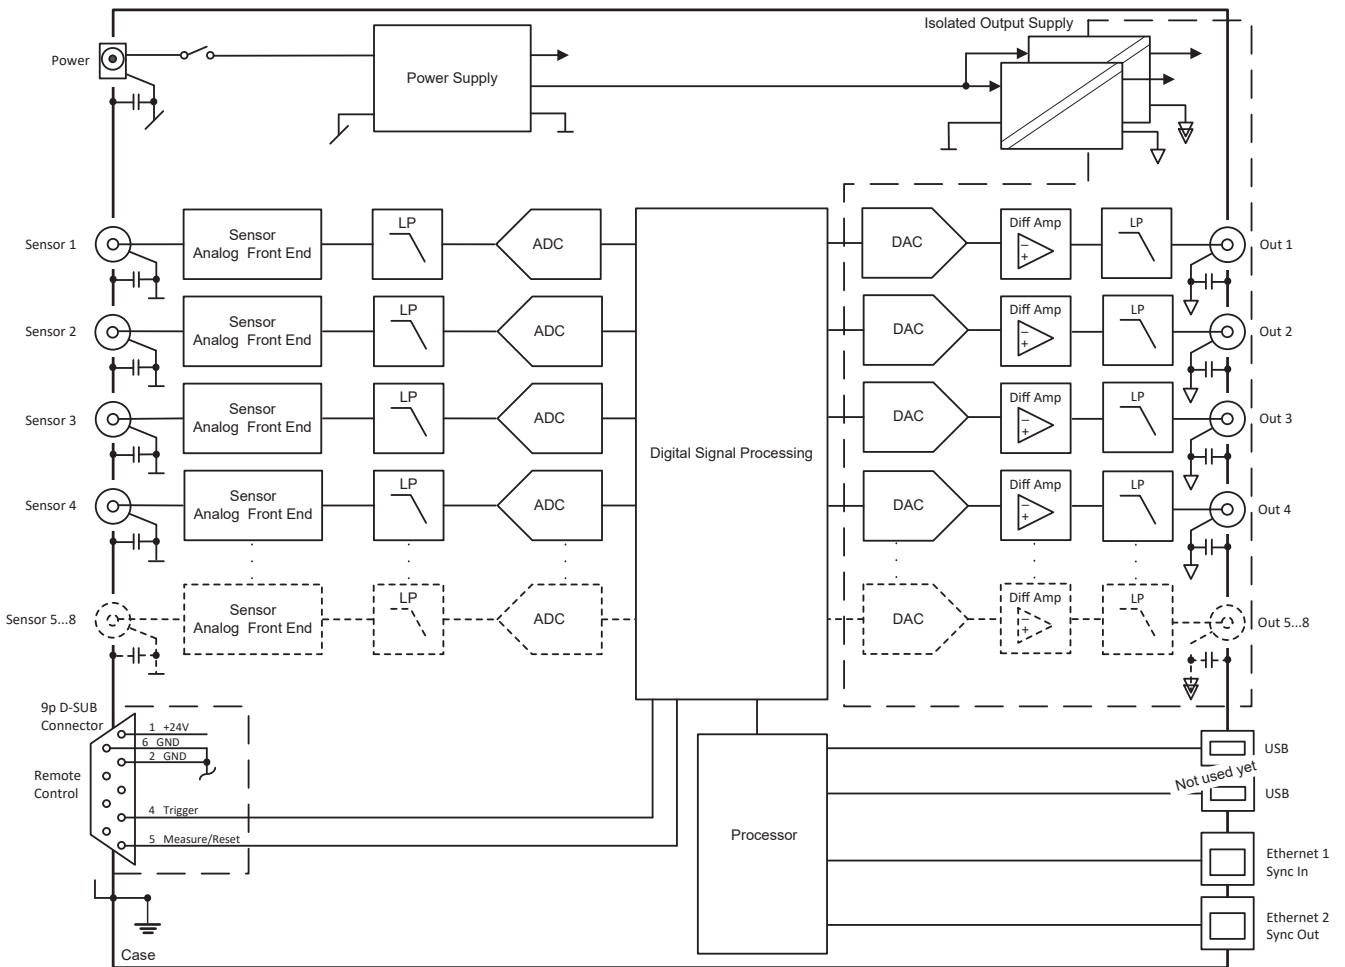 Isolated Output Supply
Power
Power Supply
Sensor 1
Sensor
Analog Front End
LP
ADC
DAC
Diff Amp
−
+
LP
Out 1
Sensor 2
Sensor
Analog Front End
LP
ADC
DAC
Diff Amp
−
+
LP
Out 2
Sensor 3
Sensor
Analog Front End
LP
ADC
DAC
Diff Amp
−
+
LP
Out 3
Digital Signal Processing
Sensor 4
Sensor
Analog Front End
LP
ADC
DAC
Diff Amp
−
+
LP
Out 4
Sensor 5...8
Sensor
Analog Front End
LP
ADC
DAC
Diff Amp
−
+
LP
Out 5...8
9p D-SUB
Connector
1 +24V
6 GND
2 GND
Remote
Control
4 Trigger
5 Measure/Reset
Processor
USB
Not used yet
USB
Ethernet 1
Sync In
Ethernet 2
Sync Out
Case